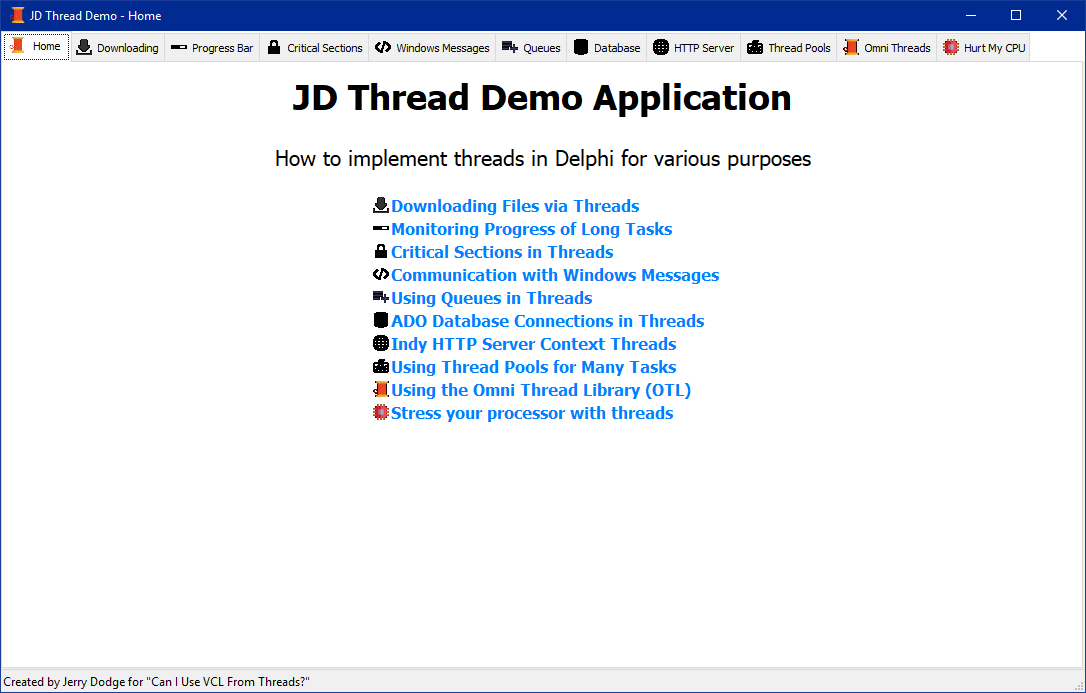 JD Thread Demo - Home
Home Downloading Progress Bar Critical Sections Windows Messages Queues Database HTTP Server Thread Pools Omni Threads Hurt My CPU
JD Thread Demo Application
How to implement threads in Delphi for various purposes
Downloading Files via Threads
Monitoring Progress of Long Tasks
Critical Sections in Threads
Communication with Windows Messages
Using Queues in Threads
ADO Database Connections in Threads
Indy HTTP Server Context Threads
Using Thread Pools for Many Tasks
Using the Omni Thread Library (OTL)
Stress your processor with threads
Created by Jerry Dodge for "Can I Use VCL From Threads?"